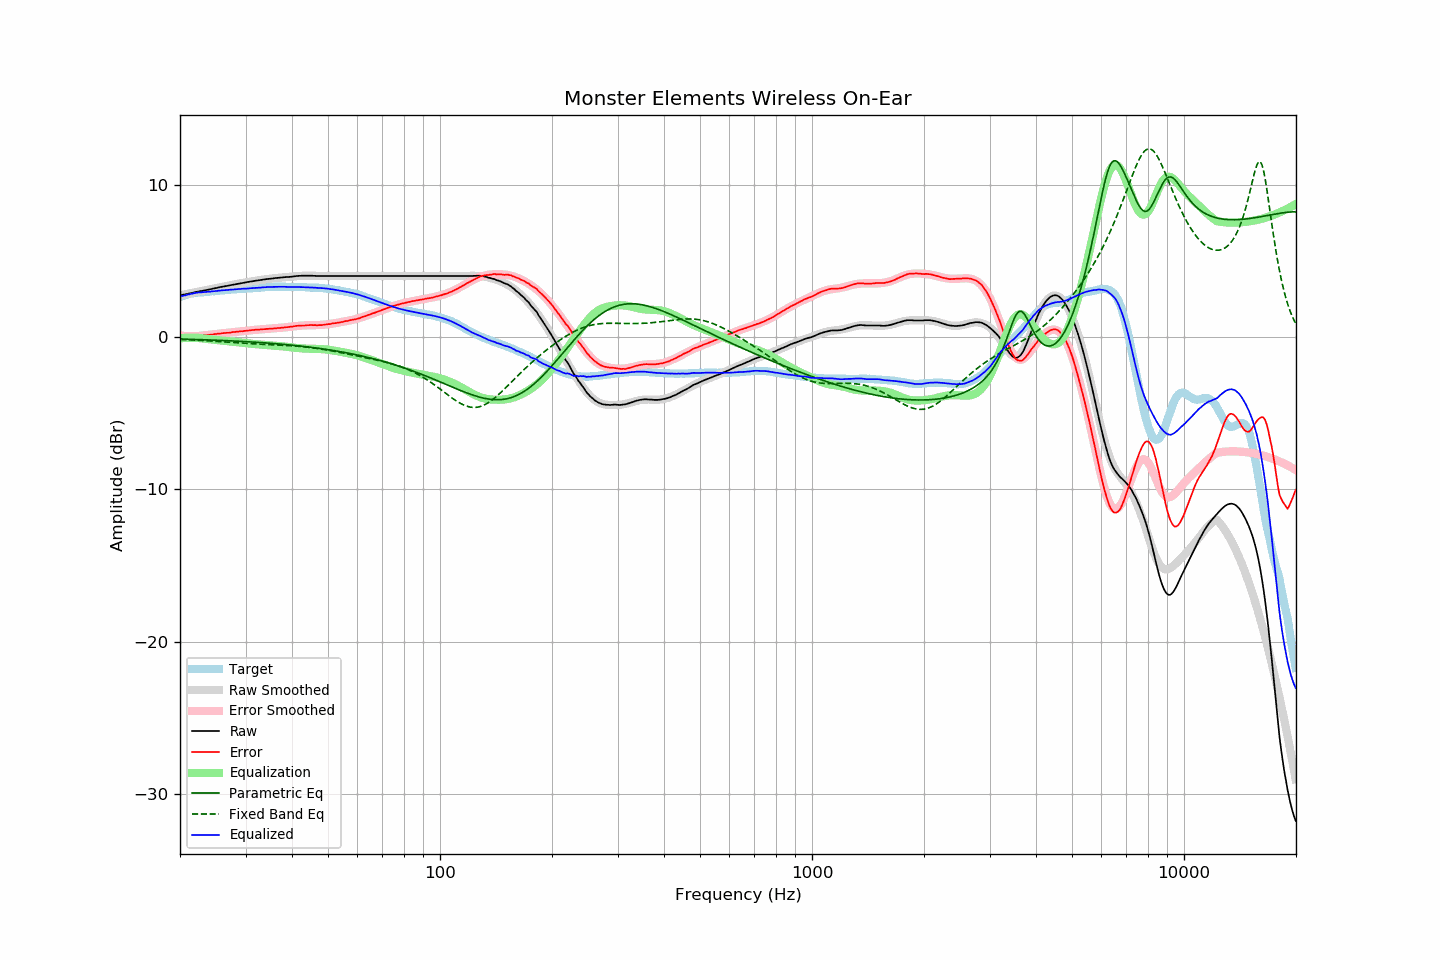 Monster Elements Wireless On-Ear
Amplitude (dBr)
10
0
−10
−20
−30
Target
Raw Smoothed
Error Smoothed
Raw
Error
Equalization
Parametric Eq
Fixed Band Eq
Equalized
100
1000
10000
Frequency (Hz)